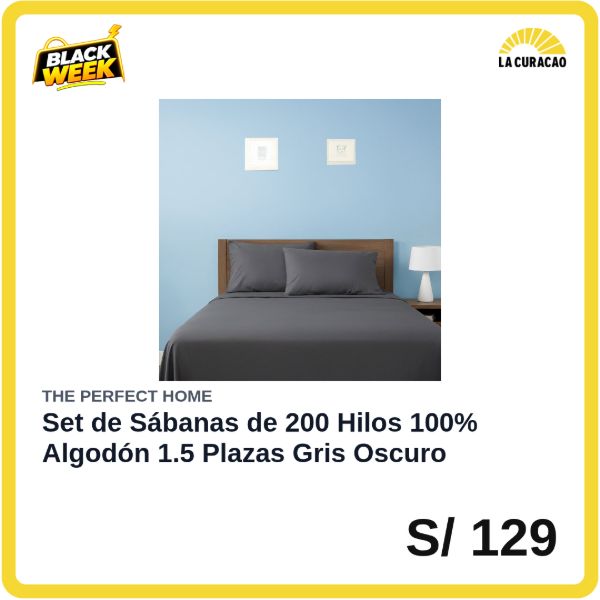 BLACK
WEEK
LA CURACAO
THE PERFECT HOME
Set de Sábanas de 200 Hilos 100%
Algodón 1.5 Plazas Gris Oscuro
S/ 129